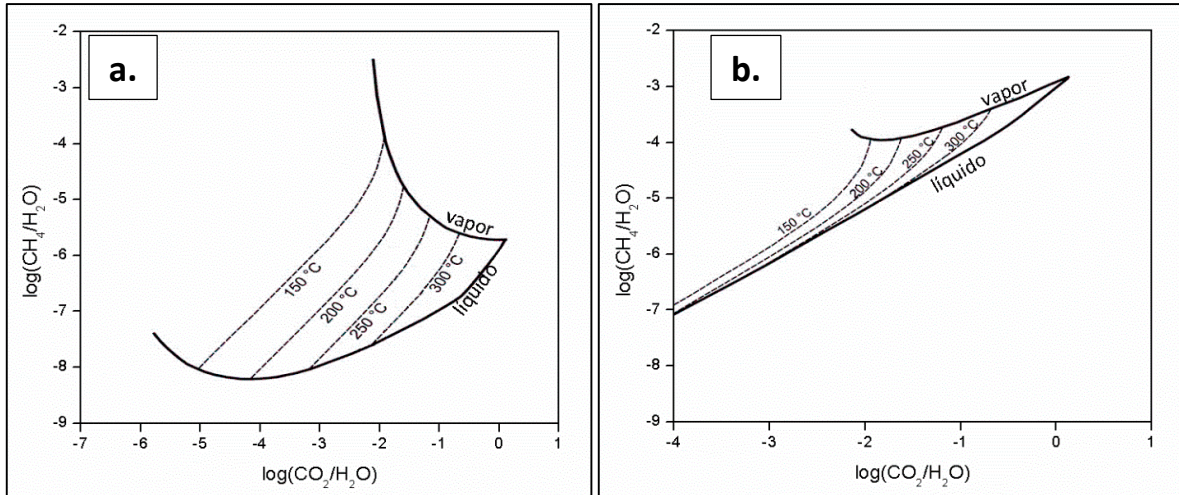 a.
-2
-3
-4
-5
-6
-7
-8
-9
log(CH₄/H₂O)
vapor
líquido
150 °C
200 °C
250 °C
300 °C
-7 -6 -5 -4 -3 -2 -1 0 1
log(CO₂/H₂O)
b.
-2
-3
-4
-5
-6
-7
-8
-9
log(CH₄/H₂O)
vapor
líquido
150 °C
200 °C
250 °C
300 °C
-4 -3 -2 -1 0 1
log(CO₂/H₂O)